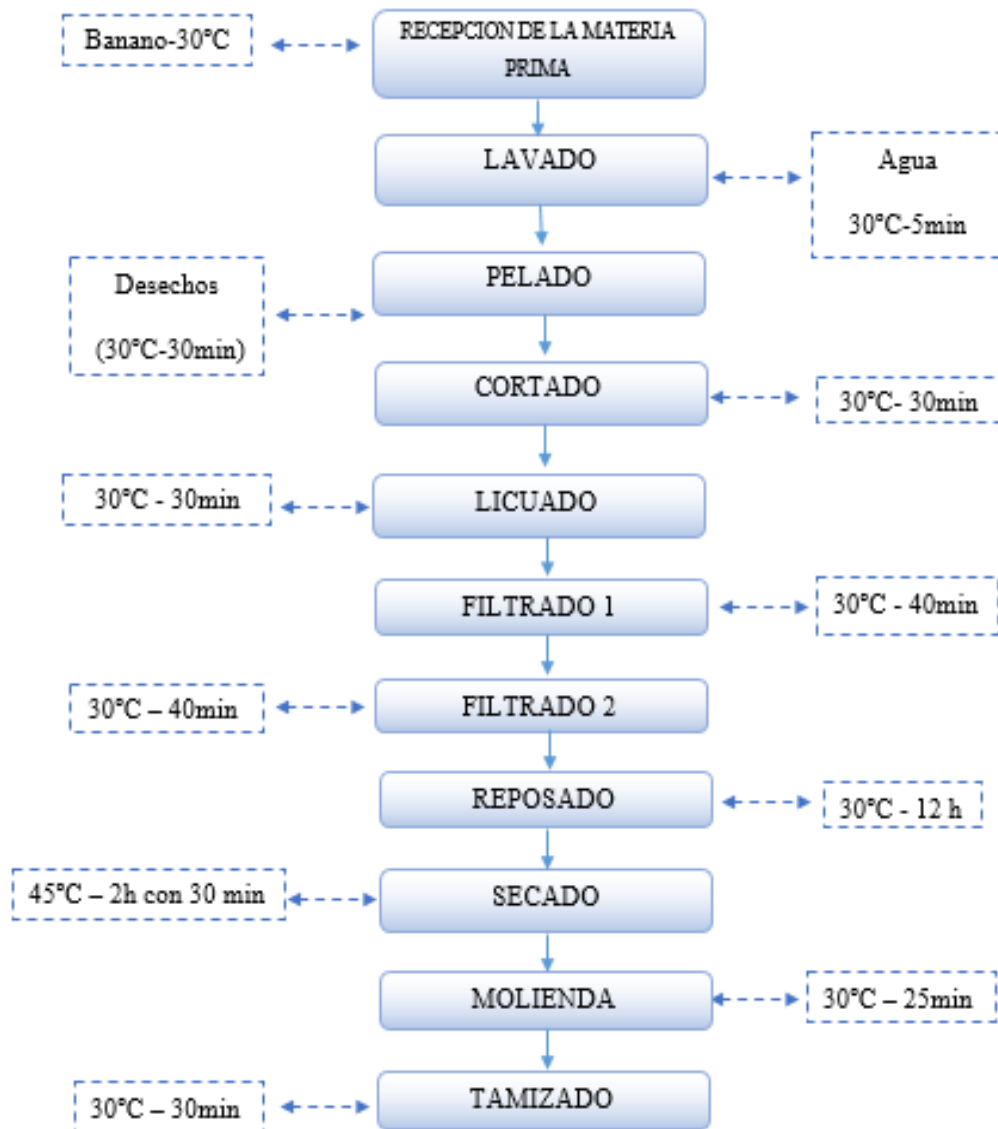 Banano-30°C
RECEPCION DE LA MATERIA
PRIMA
LAVADO
Agua
30°C-5min
PELADO
Desechos
(30°C-30min)
CORTADO
30°C- 30min
30°C - 30min
LICUADO
FILTRADO 1
30°C - 40min
30°C – 40min
FILTRADO 2
REPOSADO
30°C - 12 h
45°C – 2h con 30 min
SECADO
MOLIENDA
30°C – 25min
30°C – 30min
TAMIZADO